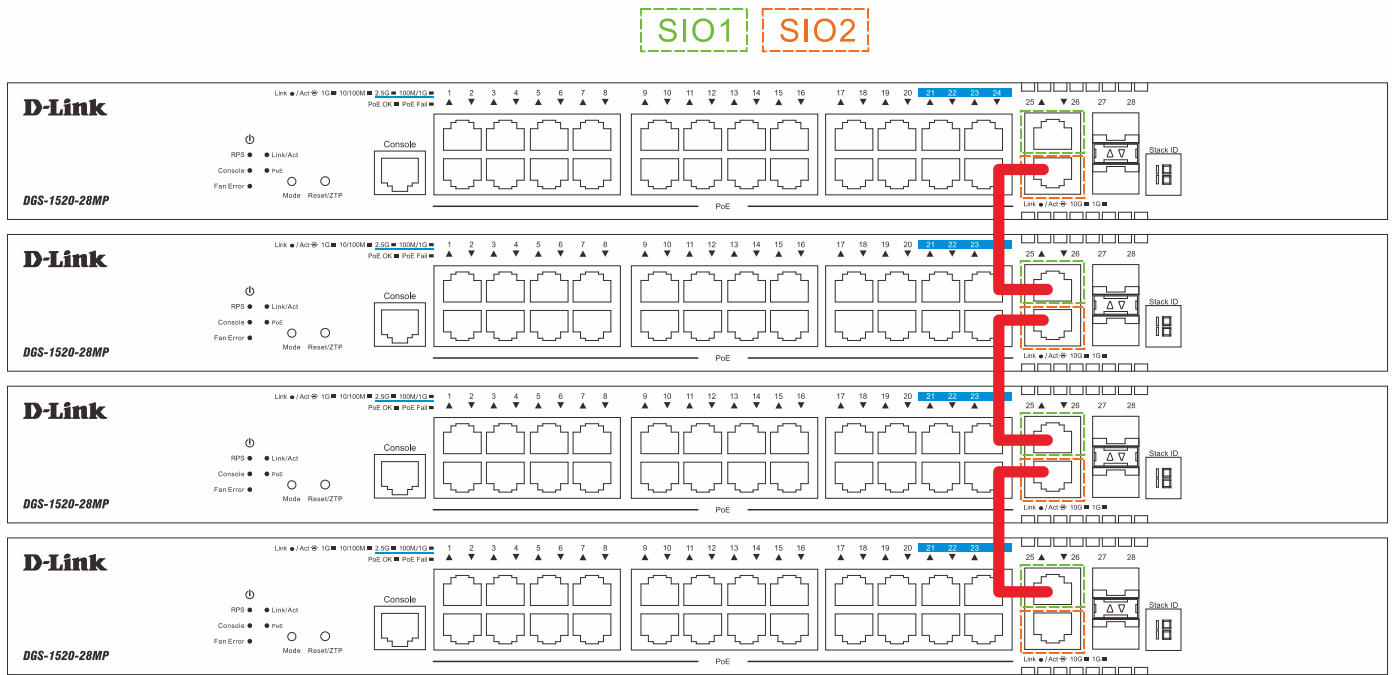 SIO1 SIO2
Link ● / Act 1G ■ 10/100M ■ 2.5G ■ 100M/1G ■ 1 2 3 4 5 6 7 8 9 10 11 12 13 14 15 16 17 18 19 20 21 22 23 24
D-Link PoE OK ■ PoE Fail ■ ▲ ▼ ▲ ▼ ▲ ▼ ▲ ▼ ▲ ▼ ▲ ▼ ▲ ▼ ▲ ▼ ▲ ▼ ▲ ▼ ▲ ▼ ▲ ▼ 25 ▲ ▼ 26 27 28
Console
RPS ● ● Link/Act Stack ID
Console ● ● PoE
Fan Error ●
Mode Reset/ZTP
DGS-1520-28MP PoE Link ● / Act 10G ■ 1G ■
Link ● / Act 1G ■ 10/100M ■ 2.5G ■ 100M/1G ■ 1 2 3 4 5 6 7 8 9 10 11 12 13 14 15 16 17 18 19 20 21 22 23
D-Link PoE OK ■ PoE Fail ■ ▲ ▼ ▲ ▼ ▲ ▼ ▲ ▼ ▲ ▼ ▲ ▼ ▲ ▼ ▲ ▼ ▲ ▼ ▲ ▼ ▲ ▼ ▲ 25 ▲ ▼ 26 27 28
Console
RPS ● ● Link/Act Stack ID
Console ● ● PoE
Fan Error ●
Mode Reset/ZTP
DGS-1520-28MP PoE Link ● / Act 10G ■ 1G ■
Link ● / Act 1G ■ 10/100M ■ 2.5G ■ 100M/1G ■ 1 2 3 4 5 6 7 8 9 10 11 12 13 14 15 16 17 18 19 20 21 22 23
D-Link PoE OK ■ PoE Fail ■ ▲ ▼ ▲ ▼ ▲ ▼ ▲ ▼ ▲ ▼ ▲ ▼ ▲ ▼ ▲ ▼ ▲ ▼ ▲ ▼ ▲ ▼ ▲ 25 ▲ ▼ 26 27 28
Console
RPS ● ● Link/Act Stack ID
Console ● ● PoE
Fan Error ●
Mode Reset/ZTP
DGS-1520-28MP PoE Link ● / Act 10G ■ 1G ■
Link ● / Act 1G ■ 10/100M ■ 2.5G ■ 100M/1G ■ 1 2 3 4 5 6 7 8 9 10 11 12 13 14 15 16 17 18 19 20 21 22 23
D-Link PoE OK ■ PoE Fail ■ ▲ ▼ ▲ ▼ ▲ ▼ ▲ ▼ ▲ ▼ ▲ ▼ ▲ ▼ ▲ ▼ ▲ ▼ ▲ ▼ ▲ ▼ ▲ 25 ▲ ▼ 26 27 28
Console
RPS ● ● Link/Act Stack ID
Console ● ● PoE
Fan Error ●
Mode Reset/ZTP
DGS-1520-28MP PoE Link ● / Act 10G ■ 1G ■